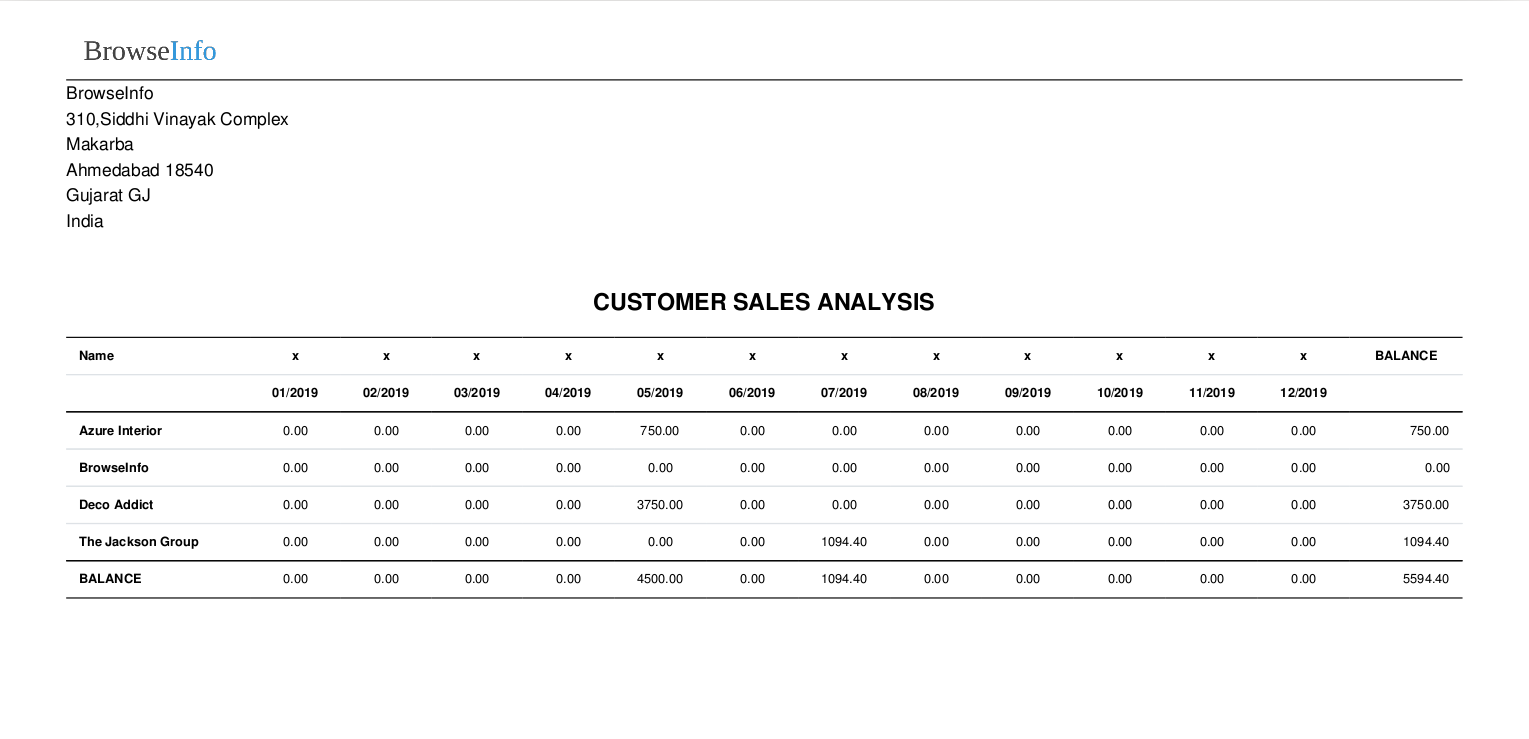 BrowseInfo
BrowseInfo
310,Siddhi Vinayak Complex
Makarba
Ahmedabad 18540
Gujarat GJ
India
CUSTOMER SALES ANALYSIS
Name x x x x x x x x x x x x BALANCE
01/2019 02/2019 03/2019 04/2019 05/2019 06/2019 07/2019 08/2019 09/2019 10/2019 11/2019 12/2019
Azure Interior 0.00 0.00 0.00 0.00 750.00 0.00 0.00 0.00 0.00 0.00 0.00 0.00 750.00
BrowseInfo 0.00 0.00 0.00 0.00 0.00 0.00 0.00 0.00 0.00 0.00 0.00 0.00 0.00
Deco Addict 0.00 0.00 0.00 0.00 3750.00 0.00 0.00 0.00 0.00 0.00 0.00 0.00 3750.00
The Jackson Group 0.00 0.00 0.00 0.00 0.00 0.00 1094.40 0.00 0.00 0.00 0.00 0.00 1094.40
BALANCE 0.00 0.00 0.00 0.00 4500.00 0.00 1094.40 0.00 0.00 0.00 0.00 0.00 5594.40